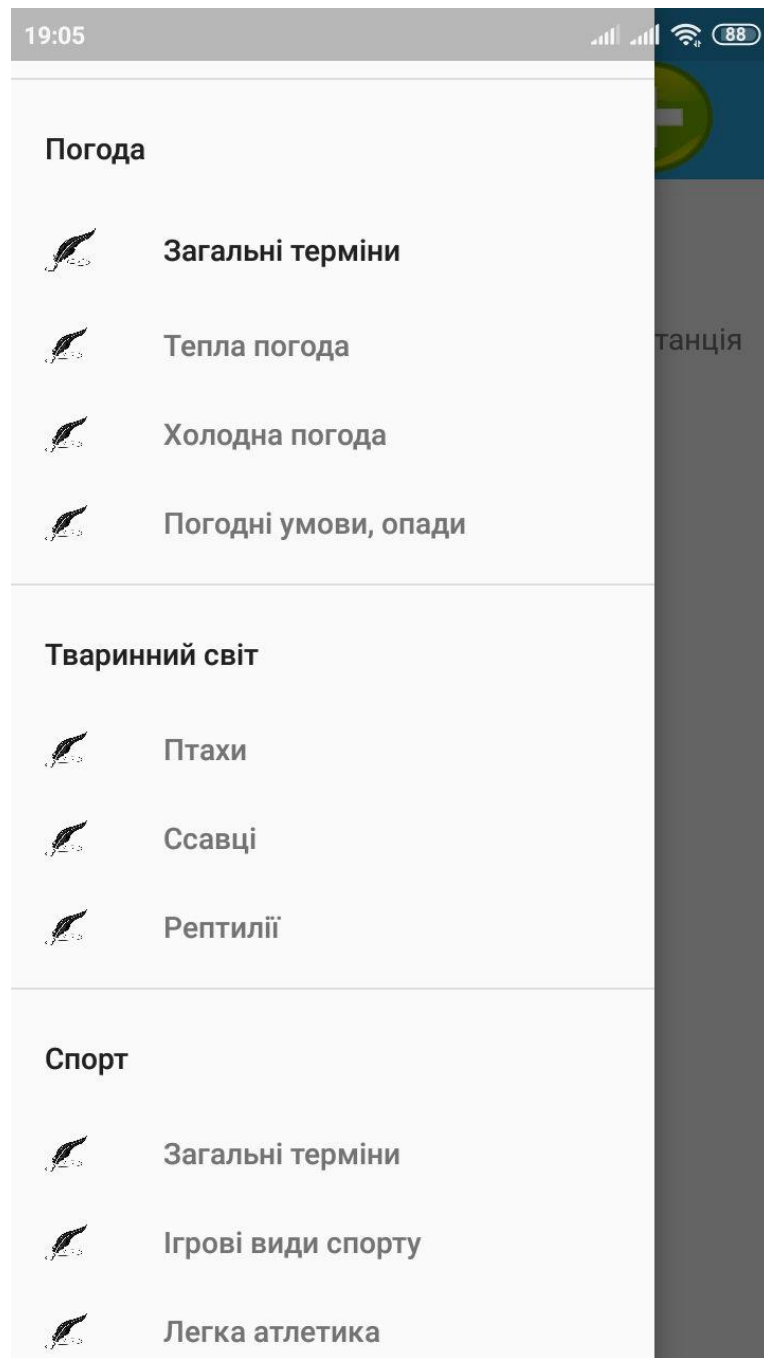 19:05
88
Погода
Загальні терміни
танція
Тепла погода
Холодна погода
Погодні умови, опади
Тваринний світ
Птахи
Ссавці
Рептилії
Спорт
Загальні терміни
Ігрові види спорту
Легка атлетика